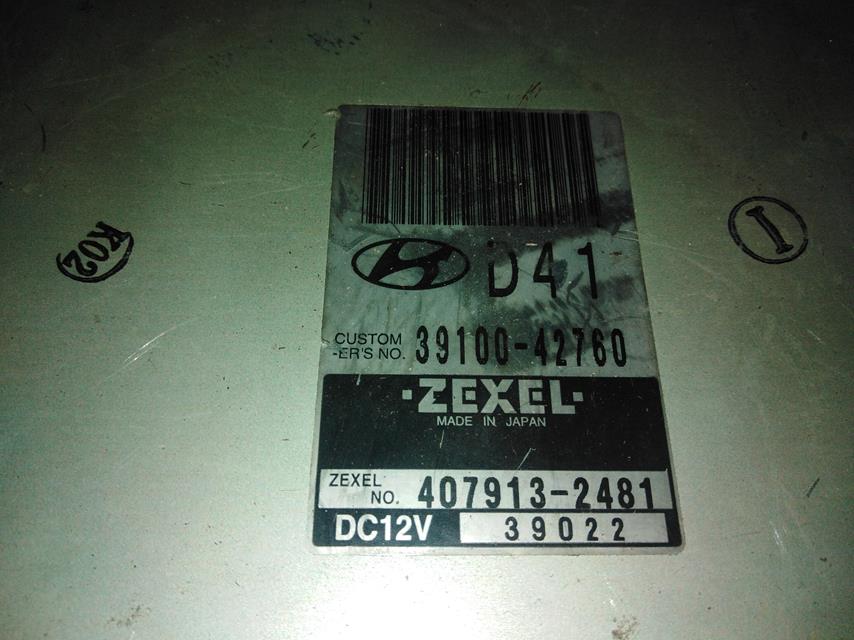 D41
CUSTOM
-ER'S NO. 39100-42760
·ZEXEL·
MADE IN JAPAN
ZEXEL
NO. 407913-2481
DC12V 39022
K02
I